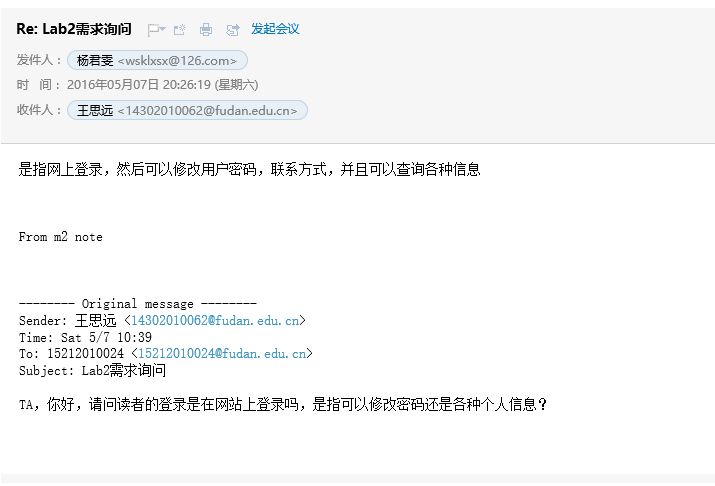 Re: Lab2需求询问 发起会议
发件人： 杨君雯 <wsklxsx@126.com>
时 间： 2016年05月07日 20:26:19 (星期六)
收件人： 王思远 <14302010062@fudan.edu.cn>
是指网上登录，然后可以修改用户密码，联系方式，并且可以查询各种信息
From m2 note
-------- Original message --------
Sender: 王思远 <14302010062@fudan.edu.cn>
Time: Sat 5/7 10:39
To: 15212010024 <15212010024@fudan.edu.cn>
Subject: Lab2需求询问
TA，你好，请问读者的登录是在网站上登录吗，是指可以修改密码还是各种个人信息？